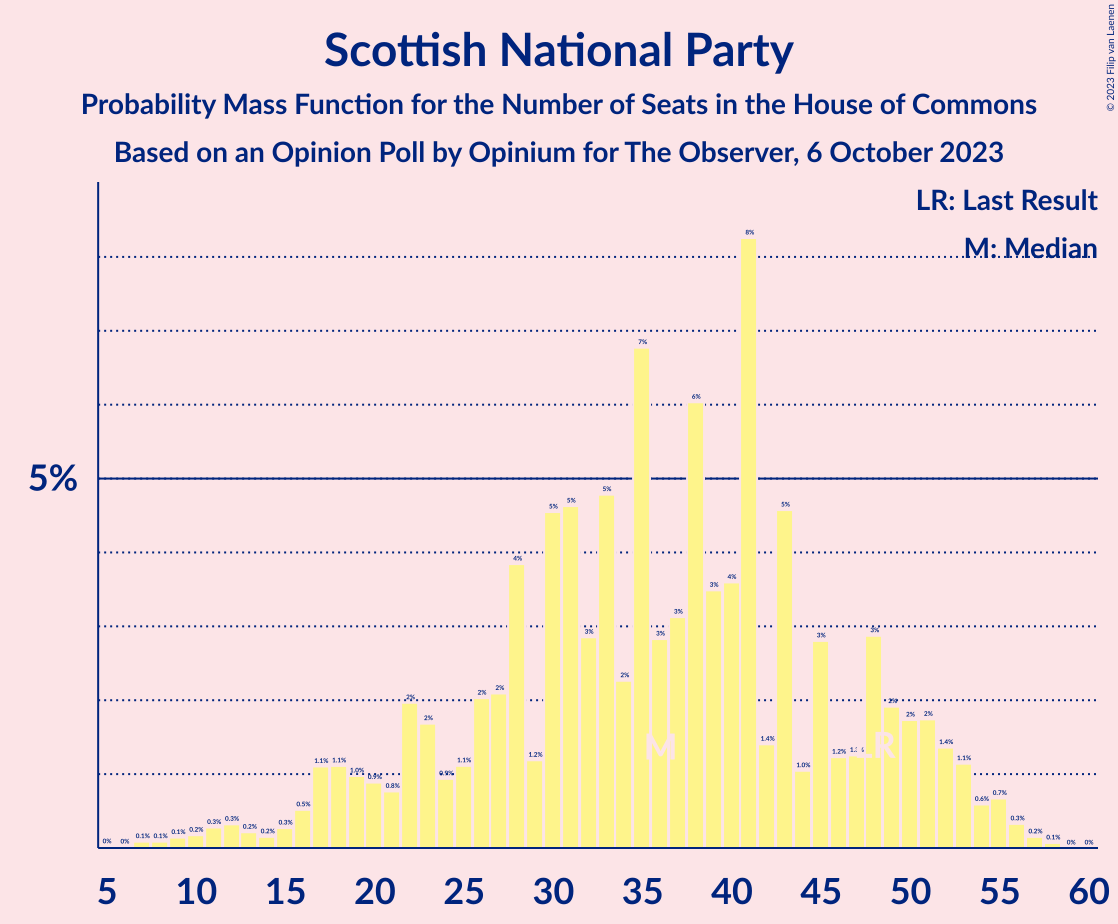 © 2023 Filip van Laenen
Scottish National Party
Probability Mass Function for the Number of Seats in the House of Commons
Based on an Opinion Poll by Opinium for The Observer, 6 October 2023
LR: Last Result
M: Median
5%
0% 0% 0.1% 0.1% 0.1% 0.2% 0.3% 0.3% 0.2% 0.2% 0.3% 0.5% 1.1% 1.1% 1.0% 0.9% 0.8% 2% 2% 0.9% 1.1% 2% 2% 4% 1.2% 5% 5% 3% 5% 2% 7% 3% 3% 6% 3% 4% 8% 1.4% 5% 1.0% 3% 1.2% 3% 2% 2% 2% 1.4% 1.1% 0.6% 0.7% 0.3% 0.2% 0.1% 0% 0%
M LR
5 10 15 20 25 30 35 40 45 50 55 60